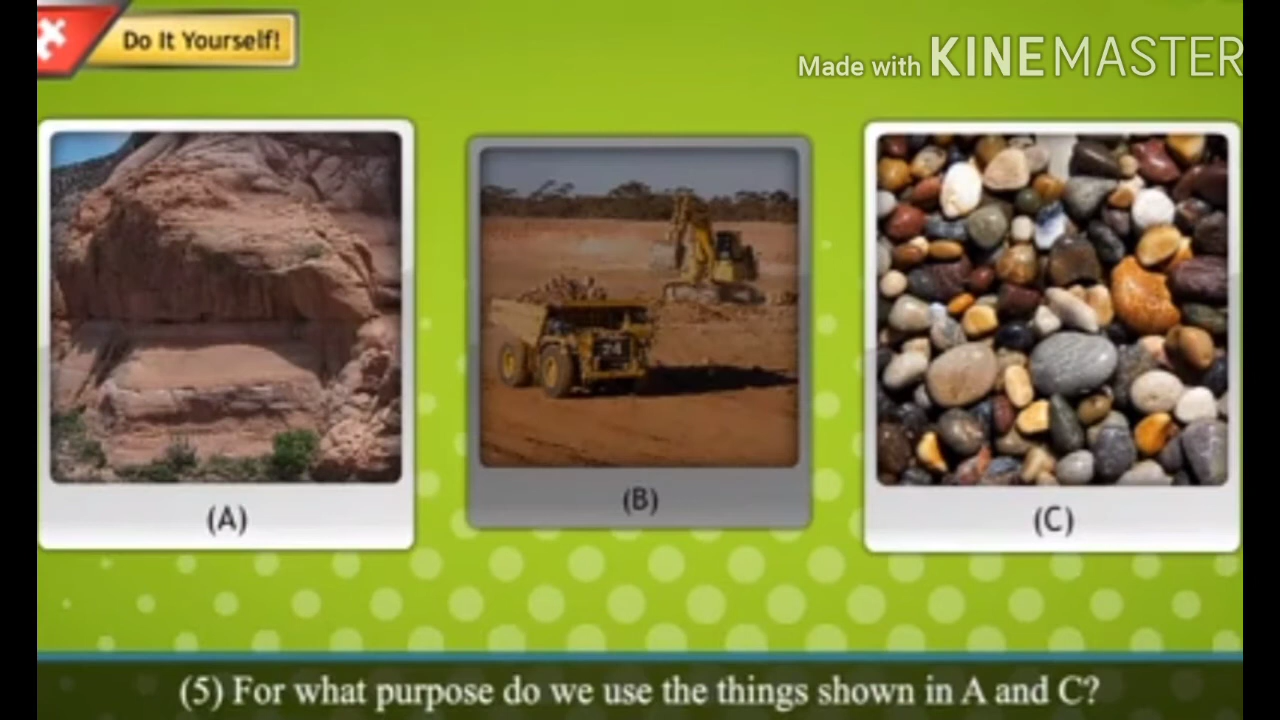 Do It Yourself!
Made with KINEMASTER
(A)
(B)
(C)
(5) For what purpose do we use the things shown in A and C?